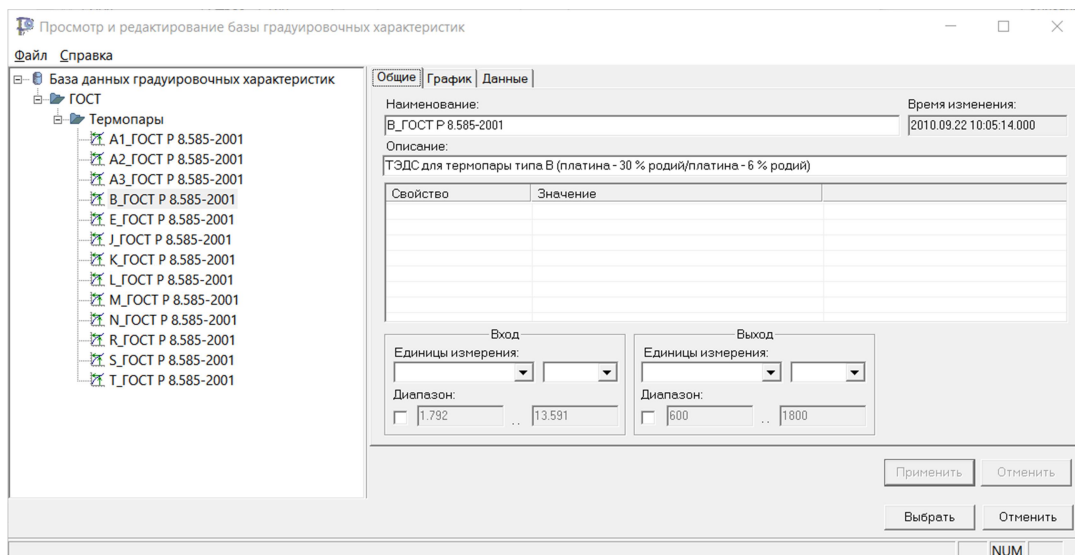 Просмотр и редактирование базы градуировочных характеристик
Файл Справка
База данных градуировочных характеристик
ГОСТ
Термопары
A1_ГОСТ Р 8.585-2001
A2_ГОСТ Р 8.585-2001
A3_ГОСТ Р 8.585-2001
B_ГОСТ Р 8.585-2001
E_ГОСТ Р 8.585-2001
J_ГОСТ Р 8.585-2001
K_ГОСТ Р 8.585-2001
L_ГОСТ Р 8.585-2001
M_ГОСТ Р 8.585-2001
N_ГОСТ Р 8.585-2001
R_ГОСТ Р 8.585-2001
S_ГОСТ Р 8.585-2001
T_ГОСТ Р 8.585-2001
Общие График Данные
Наименование: Время изменения:
B_ГОСТ Р 8.585-2001 2010.09.22 10:05:14.000
Описание:
ТЭДС для термопары типа B (платина - 30 % родий/платина - 6 % родий)
Свойство Значение
Вход Выход
Единицы измерения: Единицы измерения:
Диапазон: Диапазон:
1.792 .. 13.591 600 .. 1800
Применить Отменить
Выбрать Отменить
NUM